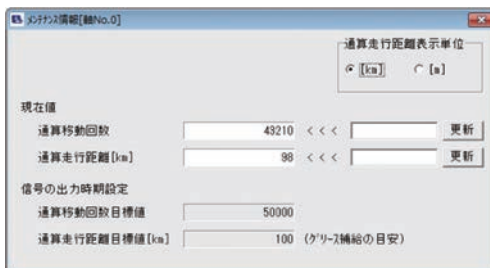 メンテナンス情報[軸No.0]
通算走行距離表示単位
[km] [m]
現在値
通算移動回数 43210 <<< 更新
通算走行距離[km] 98 <<< 更新
信号の出力時期設定
通算移動回数目標値 50000
通算走行距離目標値[km] 100 (グリース補給の目安)